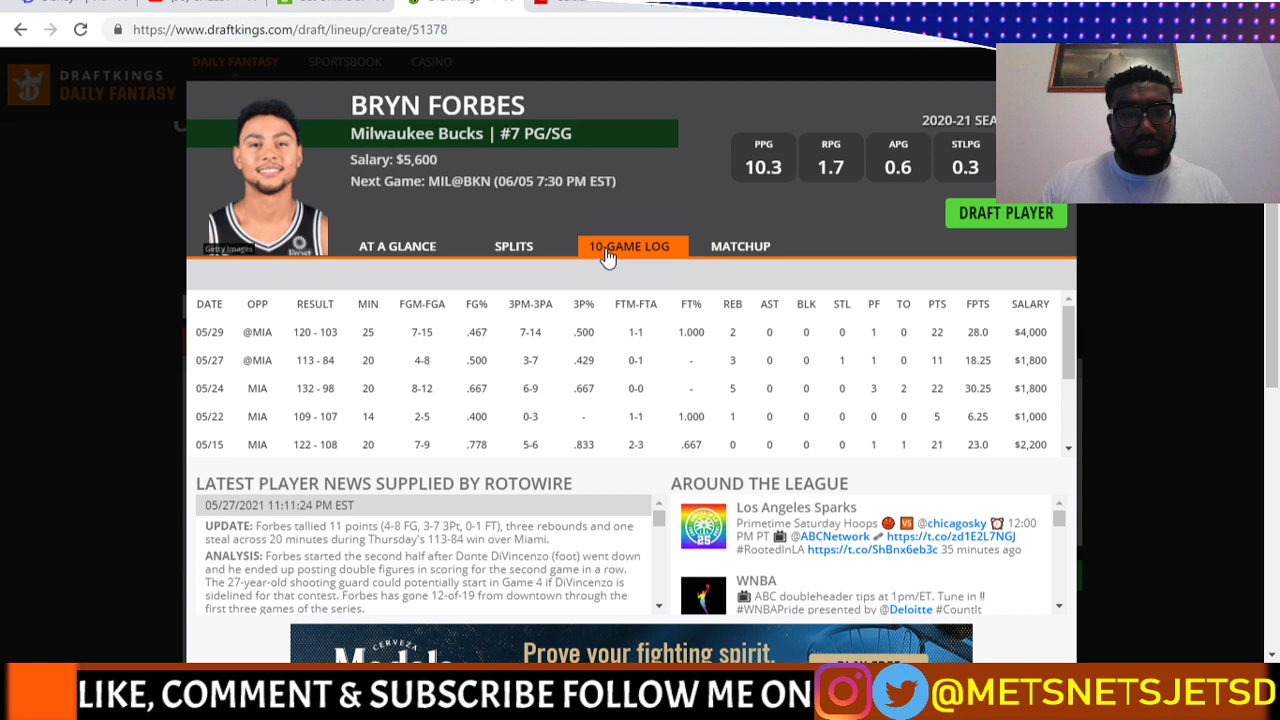 https://www.draftkings.com/draft/lineup/create/51378
DRAFTKINGS
DAILY FANTASY
DAILY FANTASY SPORTSBOOK CASINO
BRYN FORBES
Milwaukee Bucks | #7 PG/SG
Salary: $5,600
Next Game: MIL@BKN (06/05 7:30 PM EST)
2020-21 SEA
PPG RPG APG STLPG
10.3 1.7 0.6 0.3
DRAFT PLAYER
Getty Images
AT A GLANCE SPLITS 10 GAME LOG MATCHUP
DATE OPP RESULT MIN FGM-FGA FG% 3PM-3PA 3P% FTM-FTA FT% REB AST BLK STL PF TO PTS FPTS SALARY
05/29 @MIA 120 - 103 25 7-15 .467 7-14 .500 1-1 1.000 2 0 0 0 1 0 22 28.0 $4,000
05/27 @MIA 113 - 84 20 4-8 .500 3-7 .429 0-1 - 3 0 0 1 1 0 11 18.25 $1,800
05/24 MIA 132 - 98 20 8-12 .667 6-9 .667 0-0 - 5 0 0 0 3 2 22 30.25 $1,800
05/22 MIA 109 - 107 14 2-5 .400 0-3 - 1-1 1.000 1 0 0 0 0 0 5 6.25 $1,000
05/15 MIA 122 - 108 20 7-9 .778 5-6 .833 2-3 .667 0 0 0 0 1 1 21 23.0 $2,200
LATEST PLAYER NEWS SUPPLIED BY ROTOWIRE
05/27/2021 11:11:24 PM EST
UPDATE: Forbes tallied 11 points (4-8 FG, 3-7 3Pt, 0-1 FT), three rebounds and one
steal across 20 minutes during Thursday's 113-84 win over Miami.
ANALYSIS: Forbes started the second half after Donte DiVincenzo (foot) went down
and he ended up posting double figures in scoring for the second game in a row.
The 27-year-old shooting guard could potentially start in Game 4 if DiVincenzo is
sidelined for that contest. Forbes has gone 12-of-19 from downtown through the
first three games of the series.
AROUND THE LEAGUE
Los Angeles Sparks
Primetime Saturday Hoops 🏀 🆚 @chicagosky ⏰ 12:00
PM PT 📺 @ABCNetwork 🔗 https://t.co/zd1E2L7NGJ
#RootedInLA https://t.co/ShBnx6eb3c 35 minutes ago
WNBA
📺 ABC doubleheader tips at 1pm/ET. Tune in ‼
#WNBAPride presented by @Deloitte #CountIt
CERVEZA
Modelo
Prove your fighting spirit.
LIKE, COMMENT & SUBSCRIBE FOLLOW ME ON @METSNETSJETSD